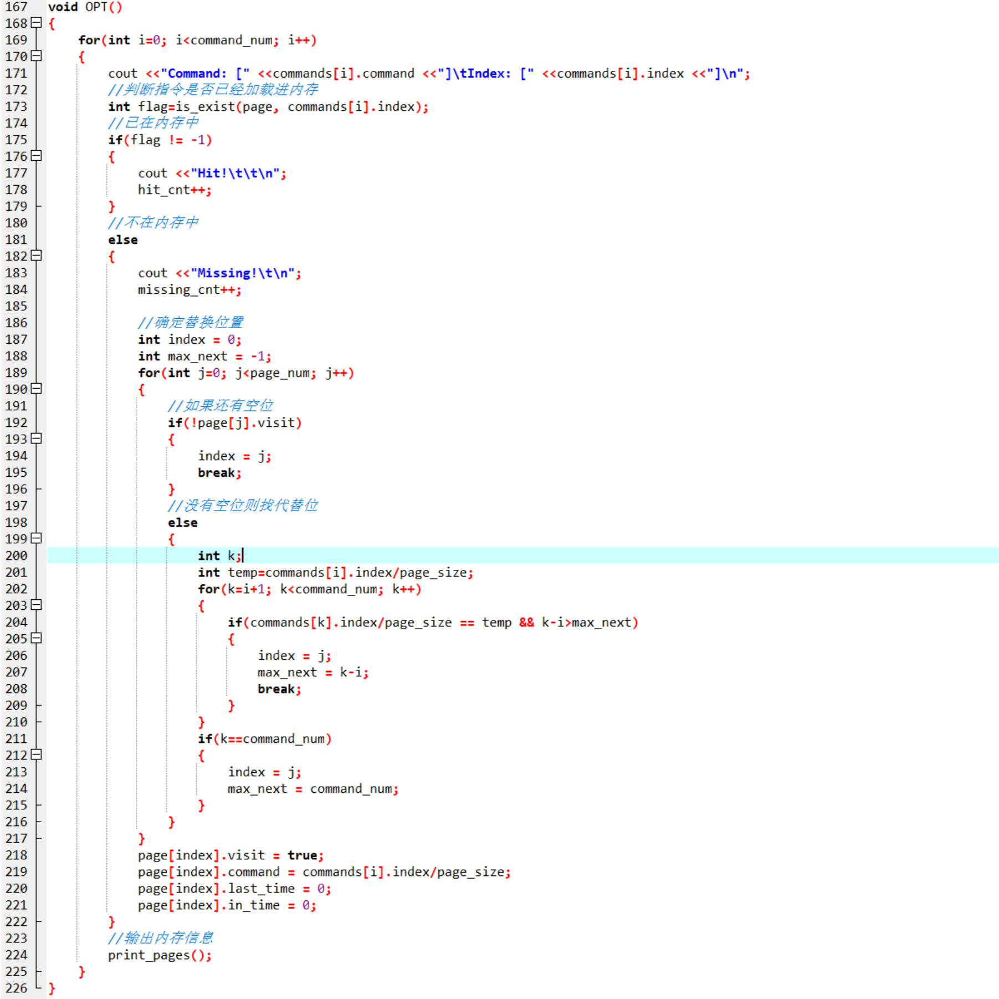 167 void OPT()
168 {
169     for(int i=0; i<command_num; i++)
170     {
171         cout <<"Command: [" <<commands[i].command <<"]\tIndex: [" <<commands[i].index <<"]\n";
172         //判断指令是否已经加载进内存
173         int flag=is_exist(page, commands[i].index);
174         //已在内存中
175         if(flag != -1)
176         {
177             cout <<"Hit!\t\t\n";
178             hit_cnt++;
179         }
180         //不在内存中
181         else
182         {
183             cout <<"Missing!\t\n";
184             missing_cnt++;
185
186             //确定替换位置
187             int index = 0;
188             int max_next = -1;
189             for(int j=0; j<page_num; j++)
190             {
191                 //如果还有空位
192                 if(!page[j].visit)
193                 {
194                     index = j;
195                     break;
196                 }
197                 //没有空位则找代替位
198                 else
199                 {
200                     int k;
201                     int temp=commands[i].index/page_size;
202                     for(k=i+1; k<command_num; k++)
203                     {
204                         if(commands[k].index/page_size == temp && k-i>max_next)
205                         {
206                             index = j;
207                             max_next = k-i;
208                             break;
209                         }
210                     }
211                     if(k==command_num)
212                     {
213                         index = j;
214                         max_next = command_num;
215                     }
216                 }
217             }
218             page[index].visit = true;
219             page[index].command = commands[i].index/page_size;
220             page[index].last_time = 0;
221             page[index].in_time = 0;
222         }
223         //输出内存信息
224         print_pages();
225     }
226 }